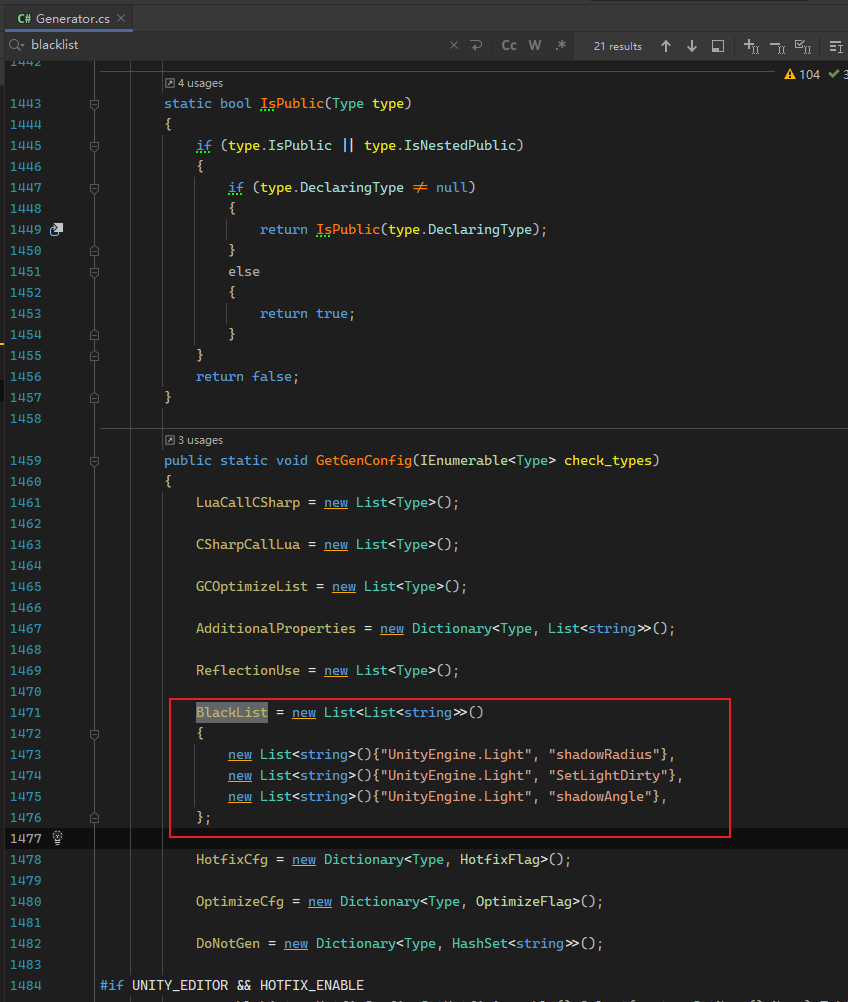 C# Generator.cs ×
blacklist × Cc W .* 21 results
1442
4 usages 104 3
1443 static bool IsPublic(Type type)
1444 {
1445 if (type.IsPublic || type.IsNestedPublic)
1446 {
1447 if (type.DeclaringType ≠ null)
1448 {
1449 return IsPublic(type.DeclaringType);
1450 }
1451 else
1452 {
1453 return true;
1454 }
1455 }
1456 return false;
1457 }
1458
3 usages
1459 public static void GetGenConfig(IEnumerable<Type> check_types)
1460 {
1461 LuaCallCSharp = new List<Type>();
1462
1463 CSharpCallLua = new List<Type>();
1464
1465 GCOptimizeList = new List<Type>();
1466
1467 AdditionalProperties = new Dictionary<Type, List<string>>();
1468
1469 ReflectionUse = new List<Type>();
1470
1471 BlackList = new List<List<string>>()
1472 {
1473 new List<string>(){"UnityEngine.Light", "shadowRadius"},
1474 new List<string>(){"UnityEngine.Light", "SetLightDirty"},
1475 new List<string>(){"UnityEngine.Light", "shadowAngle"},
1476 };
1477
1478 HotfixCfg = new Dictionary<Type, HotfixFlag>();
1479
1480 OptimizeCfg = new Dictionary<Type, OptimizeFlag>();
1481
1482 DoNotGen = new Dictionary<Type, HashSet<string>>();
1483
1484 #if UNITY_EDITOR && HOTFIX_ENABLE